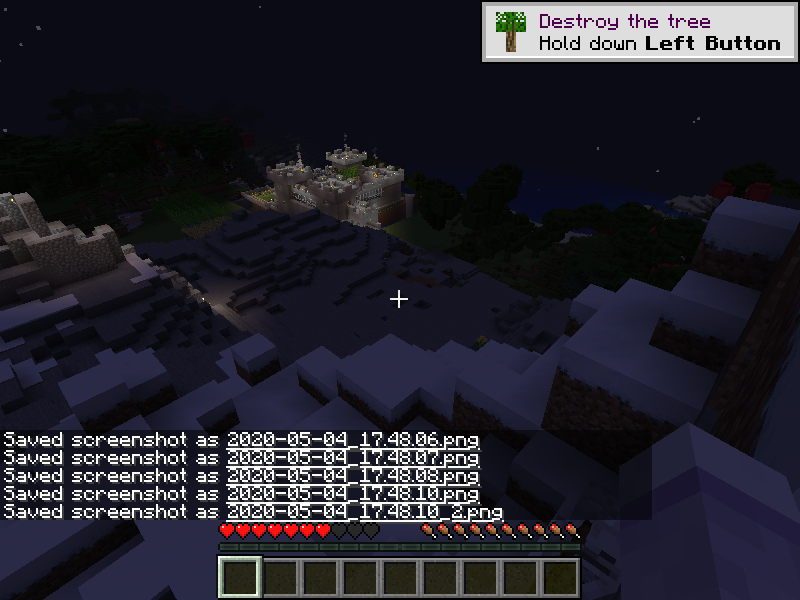 Destroy the tree
Hold down Left Button
Saved screenshot as 2020-05-04_17.48.06.png
Saved screenshot as 2020-05-04_17.48.07.png
Saved screenshot as 2020-05-04_17.48.08.png
Saved screenshot as 2020-05-04_17.48.10.png
Saved screenshot as 2020-05-04_17.48.10_2.png